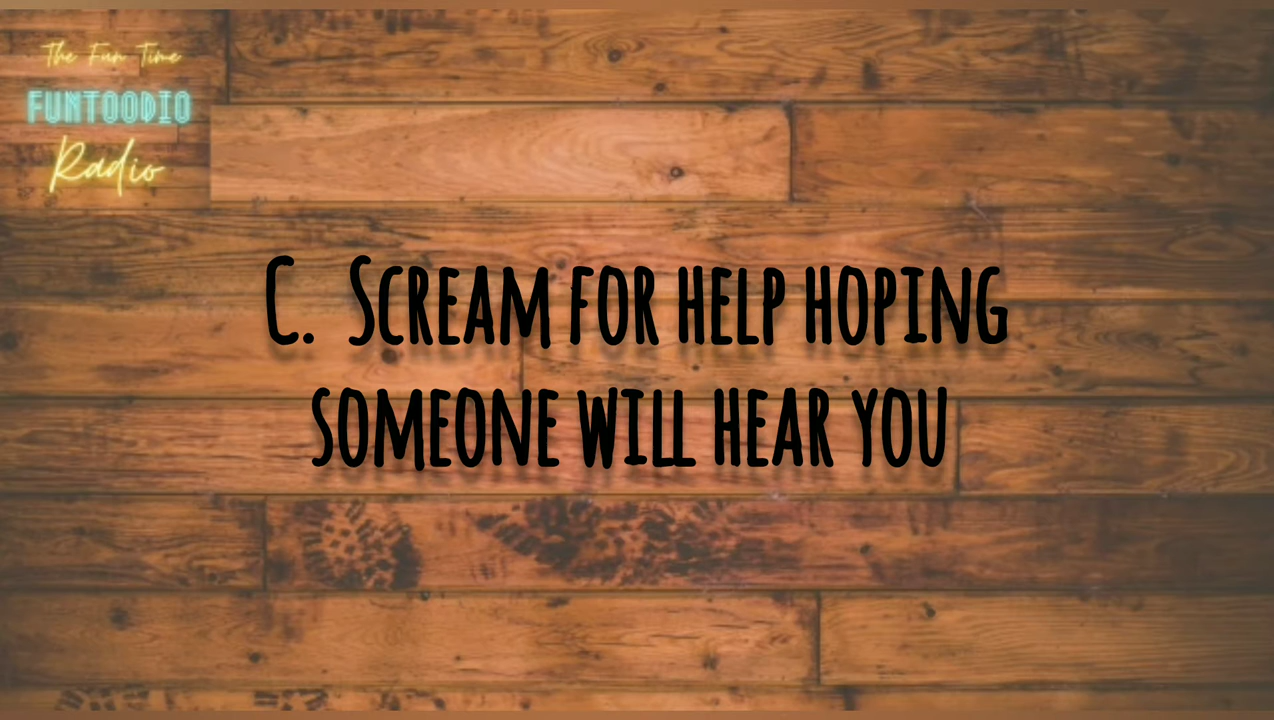 The Fun Time
FUNTOODIO
Radio
C. Scream for help hoping
someone will hear you